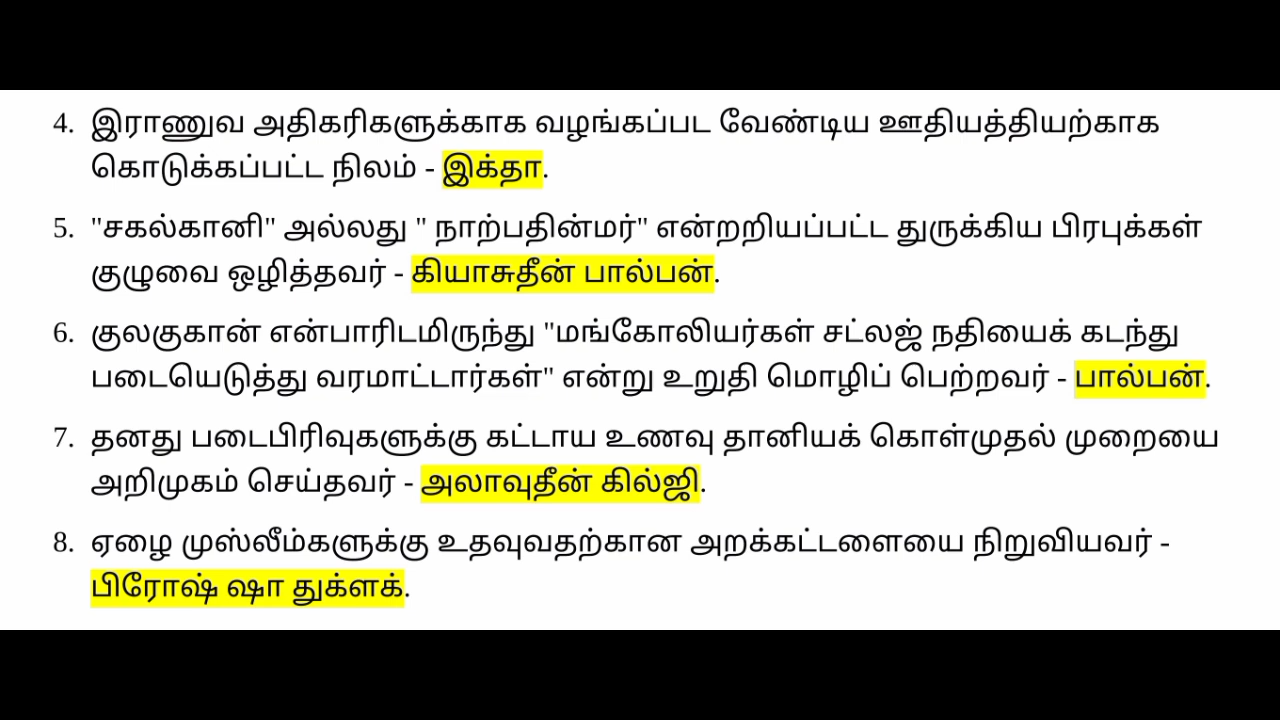 4. இராணுவ அதிகரிகளுக்காக வழங்கப்பட வேண்டிய ஊதியத்தியற்காக
கொடுக்கப்பட்ட நிலம் - இக்தா.
5. "சகல்கானி" அல்லது " நாற்பதின்மர்" என்றறியப்பட்ட துருக்கிய பிரபுக்கள்
குழுவை ஒழித்தவர் - கியாசுதீன் பால்பன்.
6. குலகுகான் என்பாரிடமிருந்து "மங்கோலியர்கள் சட்லஜ் நதியைக் கடந்து
படையெடுத்து வரமாட்டார்கள்" என்று உறுதி மொழிப் பெற்றவர் - பால்பன்.
7. தனது படைபிரிவுகளுக்கு கட்டாய உணவு தானியக் கொள்முதல் முறையை
அறிமுகம் செய்தவர் - அலாவுதீன் கில்ஜி.
8. ஏழை முஸ்லீம்களுக்கு உதவுவதற்கான அறக்கட்டளையை நிறுவியவர் -
பிரோஷ் ஷா துக்ளக்.